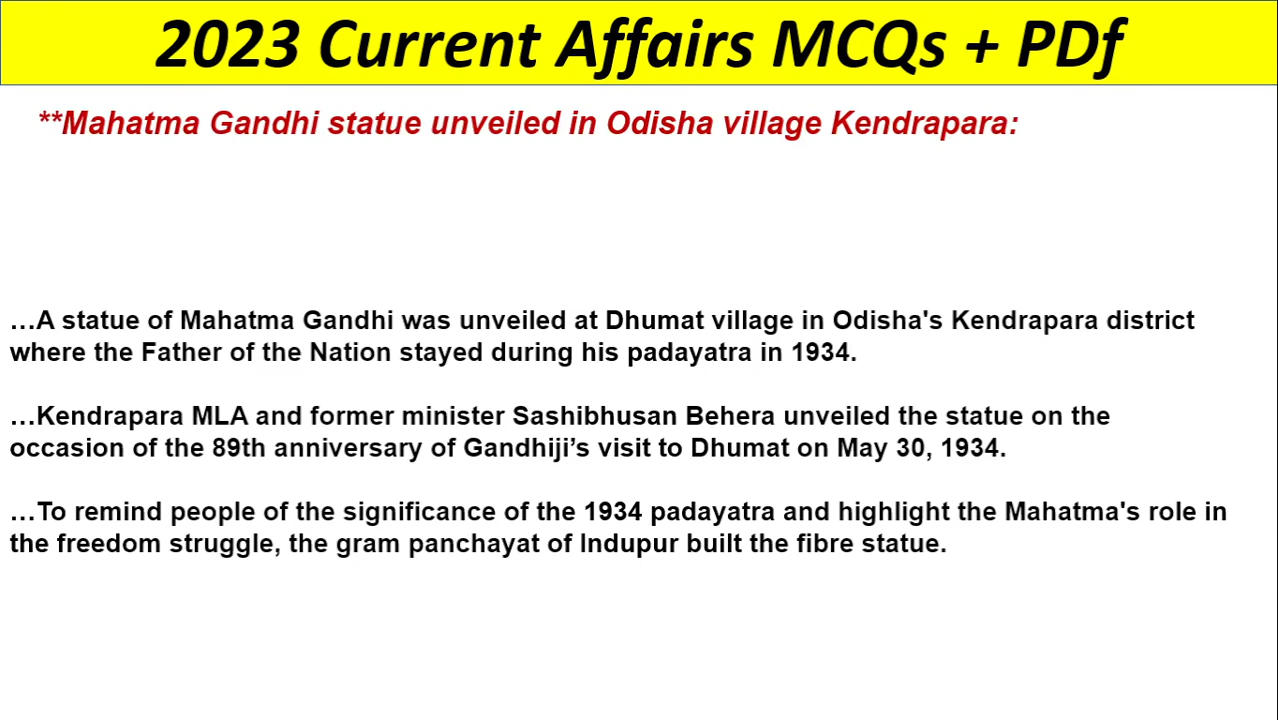 2023 Current Affairs MCQs + PDf
**Mahatma Gandhi statue unveiled in Odisha village Kendrapara:
…A statue of Mahatma Gandhi was unveiled at Dhumat village in Odisha's Kendrapara district
where the Father of the Nation stayed during his padayatra in 1934.
…Kendrapara MLA and former minister Sashibhusan Behera unveiled the statue on the
occasion of the 89th anniversary of Gandhiji’s visit to Dhumat on May 30, 1934.
…To remind people of the significance of the 1934 padayatra and highlight the Mahatma's role in
the freedom struggle, the gram panchayat of Indupur built the fibre statue.